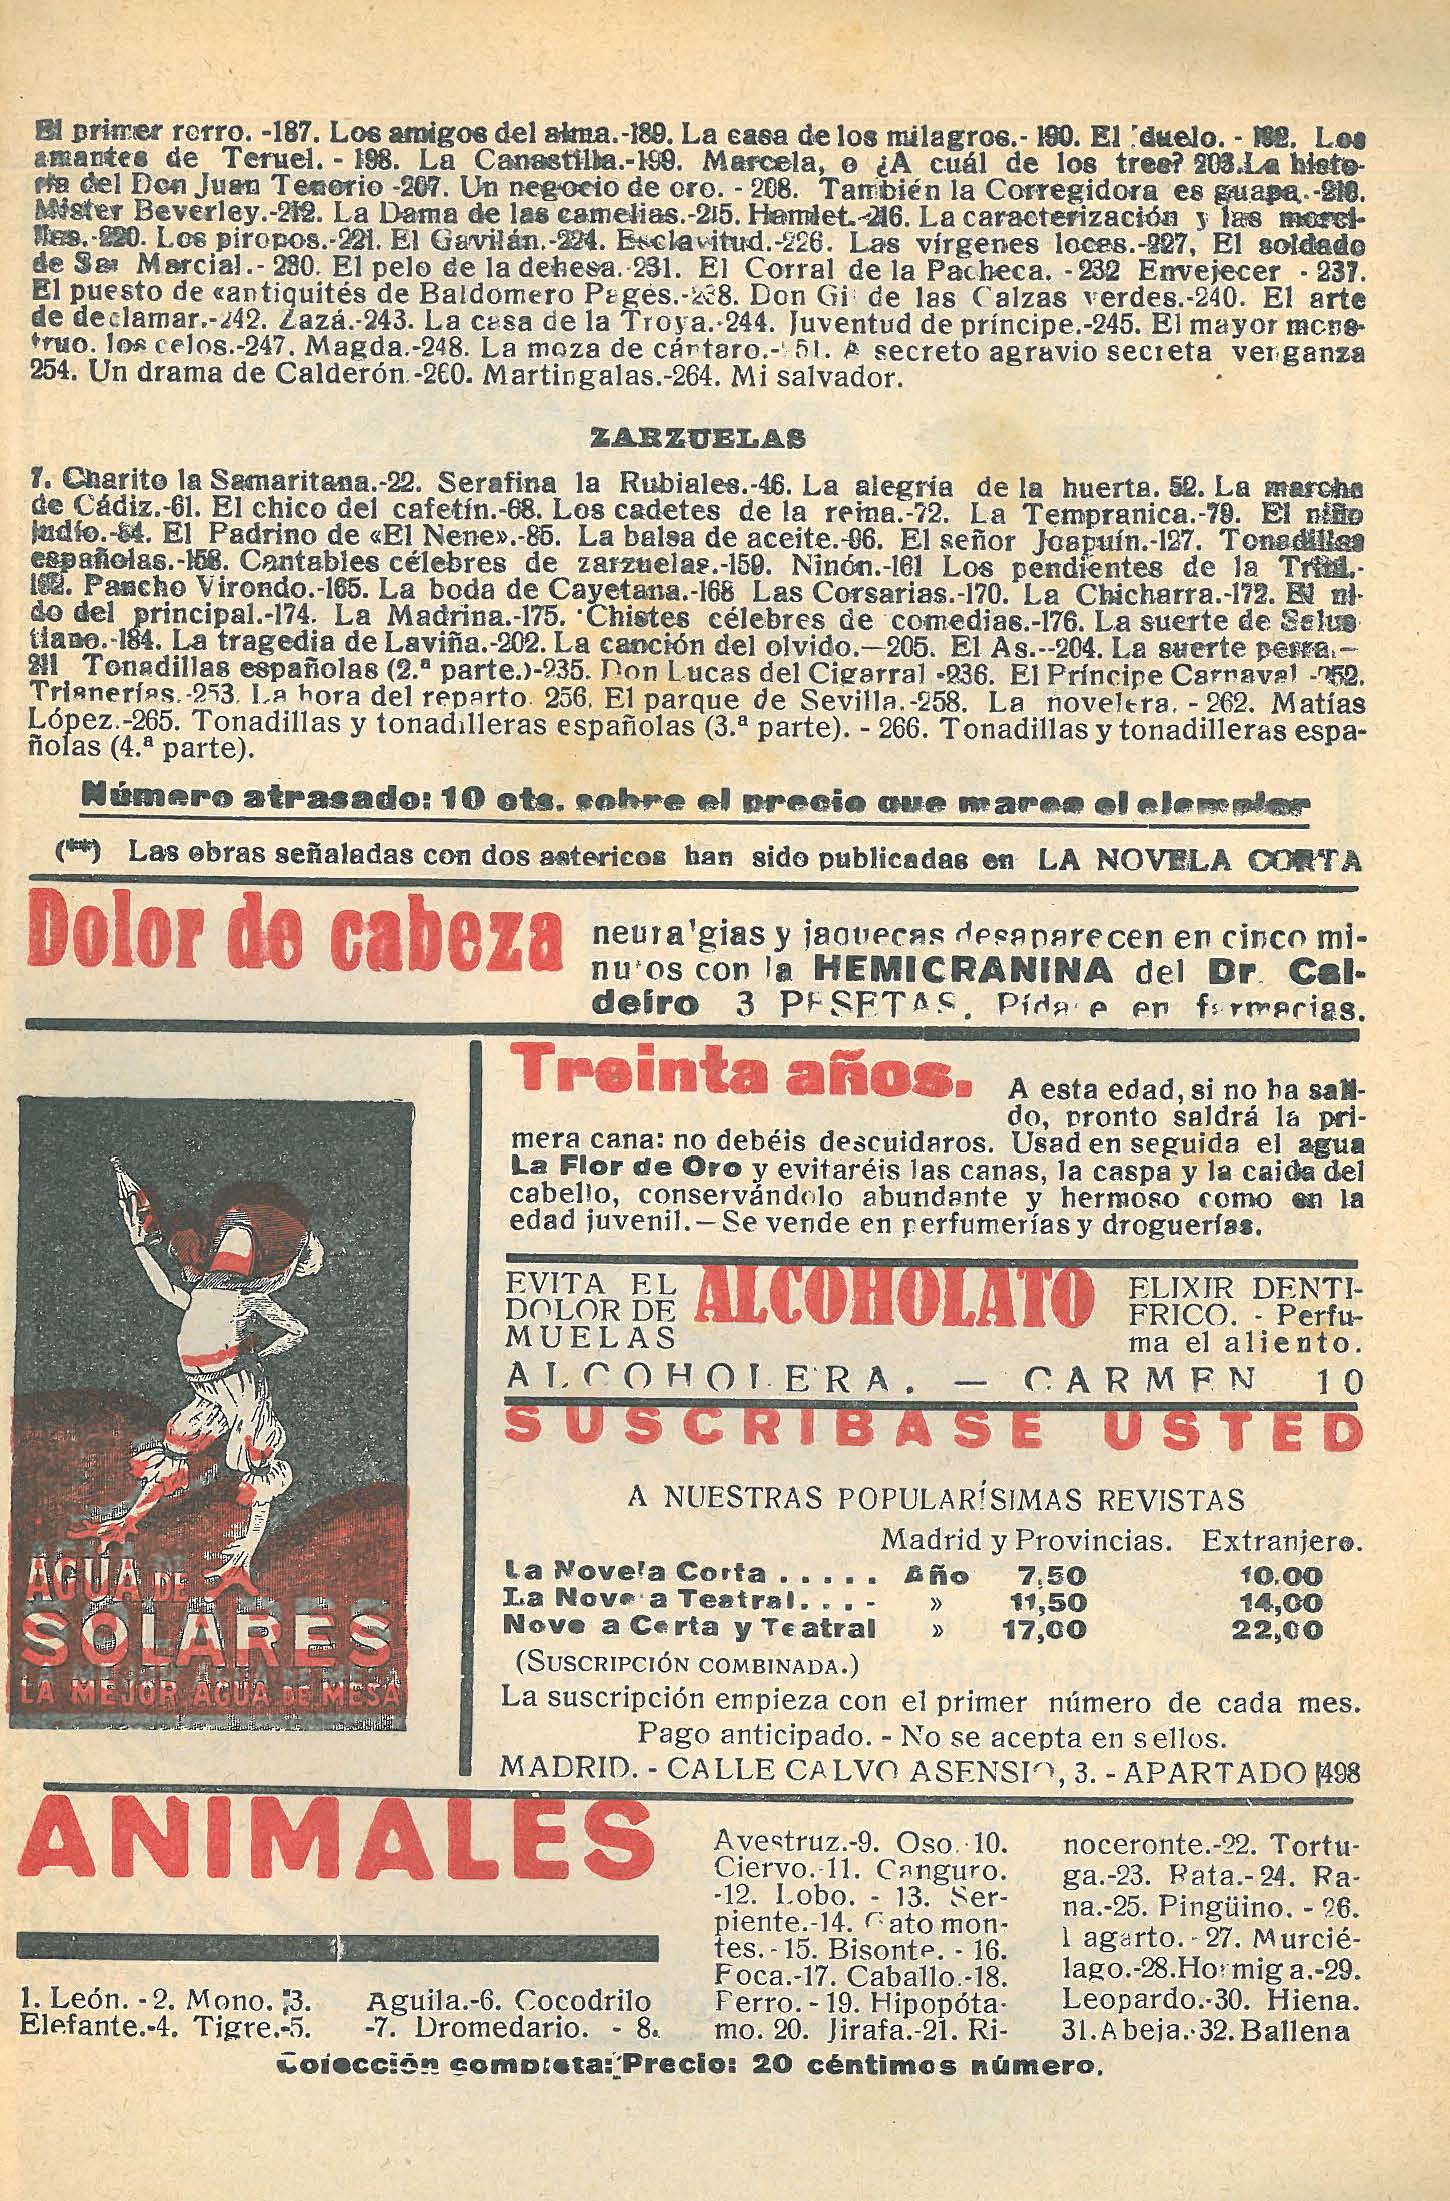 El primer rorro. -187. Los amigos del alma.-189. La casa de los milagros.- 190. El duelo. - 192. Los
amantes de Teruel. - 198. La Canastilla.-199. Marcela, o ¿A cuál de los tres? 203.La histo-
ria del Don Juan Tenorio -207. Un negocio de oro. - 208. También la Corregidora es guapa.-210.
Mister Beverley.-212. La Dama de las camelias.-215. Hamlet.-216. La caracterización y las morci-
llas.-220. Los piropos.-221. El Gavilán.-224. Esclavitud.-226. Las vírgenes locas.-227, El soldado
de San Marcial.- 230. El pelo de la dehesa.-231. El Corral de la Pacheca. - 232 Envejecer - 237.
El puesto de «antiquités de Baldomero Pagés.-238. Don Gil de las Calzas verdes.-240. El arte
de declamar.-242. Zazá.-243. La casa de la Troya.-244. Juventud de príncipe.-245. El mayor mons-
truo, los celos.-247. Magda.-248. La moza de cántaro.- 51. A secreto agravio secreta venganza
254. Un drama de Calderón.-260. Martingalas.-264. Mi salvador.
ZARZUELAS
7. Charito la Samaritana.-22. Serafina la Rubiales.-46. La alegría de la huerta. 52. La marcha
de Cádiz.-61. El chico del cafetín.-68. Los cadetes de la reina.-72. La Tempranica.-79. El niño
judío.-84. El Padrino de «El Nene».-85. La balsa de aceite.-96. El señor Joaquín.-127. Tonadillas
españolas.-158. Cantables célebres de zarzuelas.-159. Ninón.-161 Los pendientes de la Trini.-
162. Pancho Virondo.-165. La boda de Cayetana.-168 Las Corsarias.-170. La Chicharra.-172. El ni-
do del principal.-174. La Madrina.-175. Chistes célebres de comedias.-176. La suerte de Salus
tiano.-184. La tragedia de Laviña.-202. La canción del olvido.—205. El As.--204. La suerte perra.—
211 Tonadillas españolas (2.ª parte.)-235. Don Lucas del Cigarral -236. El Príncipe Carnaval -252.
Trianerías.-253. La hora del reparto. 256. El parque de Sevilla.-258. La novelera. - 262. Matías
López.-265. Tonadillas y tonadilleras españolas (3.ª parte). - 266. Tonadillas y tonadilleras espa-
ñolas (4.ª parte).
Número atrasado: 10 cts. sobre el precio que marca el ejemplar
(**) Las obras señaladas con dos astericos han sido publicadas en LA NOVELA CORTA
Dolor de cabeza
neuralgias y jaquecas desaparecen en cinco mi-
nutos con la HEMICRANINA del Dr. Cal-
deiro 3 PESETAS. Pídase en farmacias.
AGUA DE
SOLARES
LA MEJOR AGUA DE MESA
Treinta años.
A esta edad, si no ha sali-
do, pronto saldrá la pri-
mera cana: no debéis descuidaros. Usad en seguida el agua
La Flor de Oro y evitaréis las canas, la caspa y la caida del
cabello, conservándolo abundante y hermoso como en la
edad juvenil.—Se vende en perfumerías y droguerías.
EVITA EL
DOLOR DE
MUELAS
ALCOHOLATO
ELIXIR DENTI-
FRICO. - Perfu-
ma el aliento.
ALCOHOLERA. — CARMEN 10
SUSCRIBASE USTED
A NUESTRAS POPULARÍSIMAS REVISTAS
Madrid y Provincias. Extranjero.
La Novela Corta . . . . . Año 7,50 10,00
La Novela Teatral. . . . - » 11,50 14,00
Novela Corta y Teatral » 17,00 22,00
(SUSCRIPCIÓN COMBINADA.)
La suscripción empieza con el primer número de cada mes.
Pago anticipado. - No se acepta en sellos.
MADRID. - CALLE CALVO ASENSIO, 3. - APARTADO 498
ANIMALES
1. León. - 2. Mono. 3.
Elefante.-4. Tigre.-5.
Aguila.-6. Cocodrilo
-7. Dromedario. - 8.
Avestruz.-9. Oso. 10.
Ciervo.-11. Canguro.
-12. Lobo. - 13. Ser-
piente.-14. Gato mon-
tes.-15. Bisonte. - 16.
Foca.-17. Caballo.-18.
Perro. - 19. Hipopóta-
mo. 20. Jirafa.-21. Ri-
noceronte.-22. Tortu-
ga.-23. Rata.-24. Ra-
na.-25. Pingüino. - 26.
Lagarto. - 27. Murcié-
lago.-28.Hormiga.-29.
Leopardo.-30. Hiena.
31.Abeja.-32.Ballena
Colección completa: Precio: 20 céntimos número.